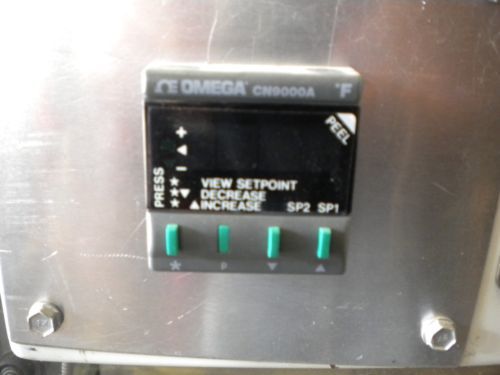 OMEGA CN9000A °F
PEEL
+
◀
−
PRESS
★ VIEW SETPOINT
★▼ DECREASE
★▲ INCREASE SP2 SP1
★ P ▼ ▲